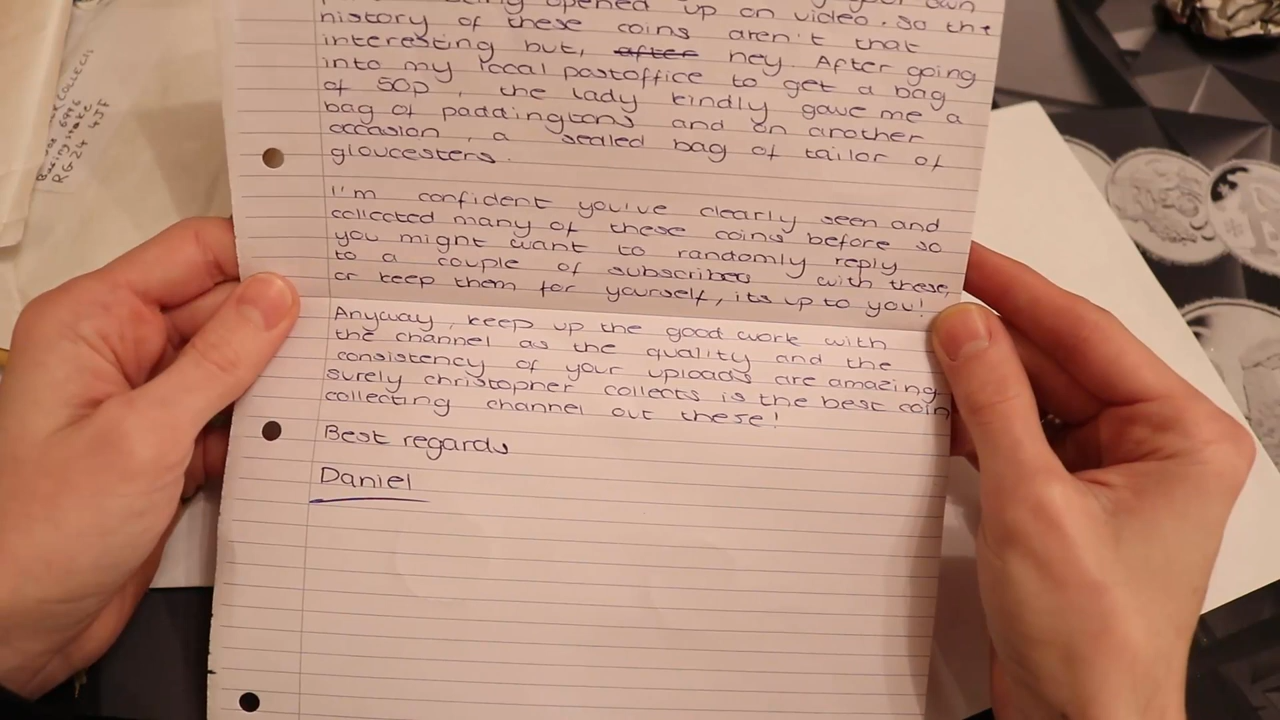 being opened up on video. So the
history of these coins aren't that
interesting but, after hey. After going
into my local postoffice to get a bag
of 50p, the lady kindly gave me a
bag of paddingtons and on another
occasion, a sealed bag of tailor of
gloucesters.
I'm confident you've clearly seen and
collected many of these coins before so
you might want to randomly reply
to a couple of subscribers with these,
or keep them for yourself, its up to you!
Anyway, keep up the good work with
the channel as the quality and the
consistency of your uploads are amazing
surely christopher collects is the best coin
collecting channel out there!
Best regards
Daniel
Basingstoke
RG24